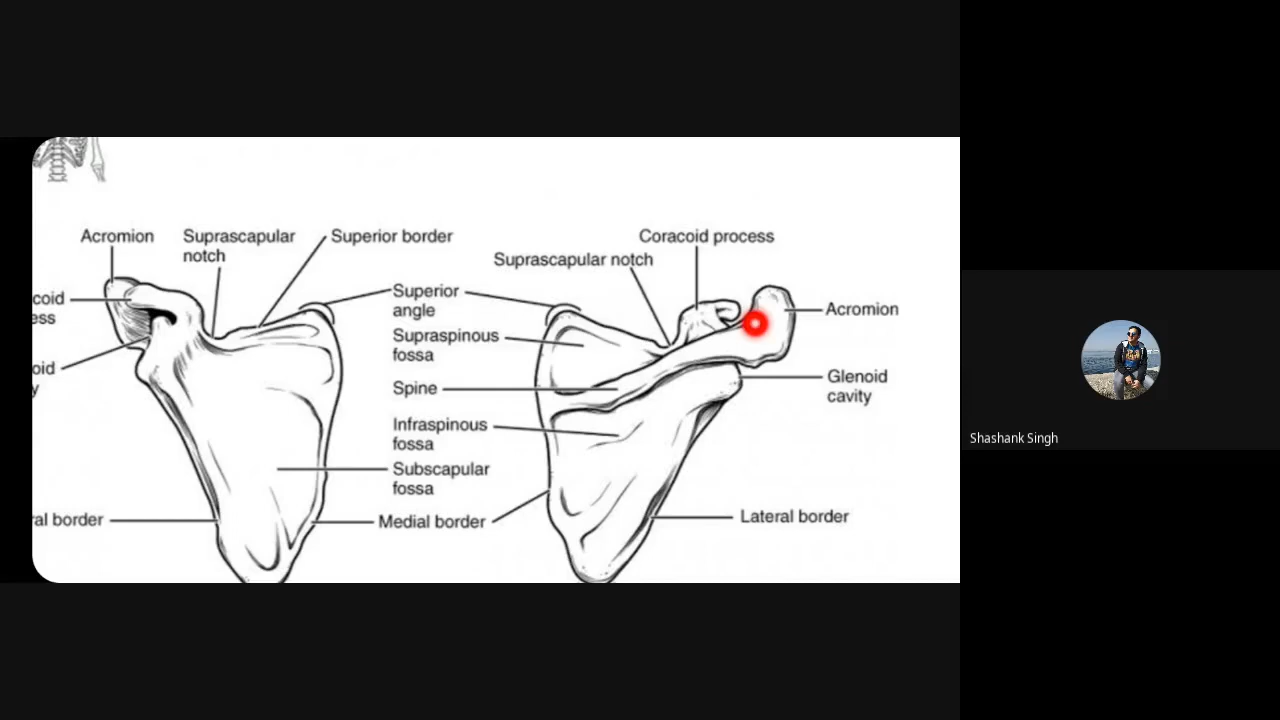 Acromion
Suprascapular
notch
Superior border
coid
ess
oid
y
ral border
Superior
angle
Supraspinous
fossa
Spine
Infraspinous
fossa
Subscapular
fossa
Medial border
Suprascapular notch
Coracoid process
Acromion
Glenoid
cavity
Lateral border
Shashank Singh